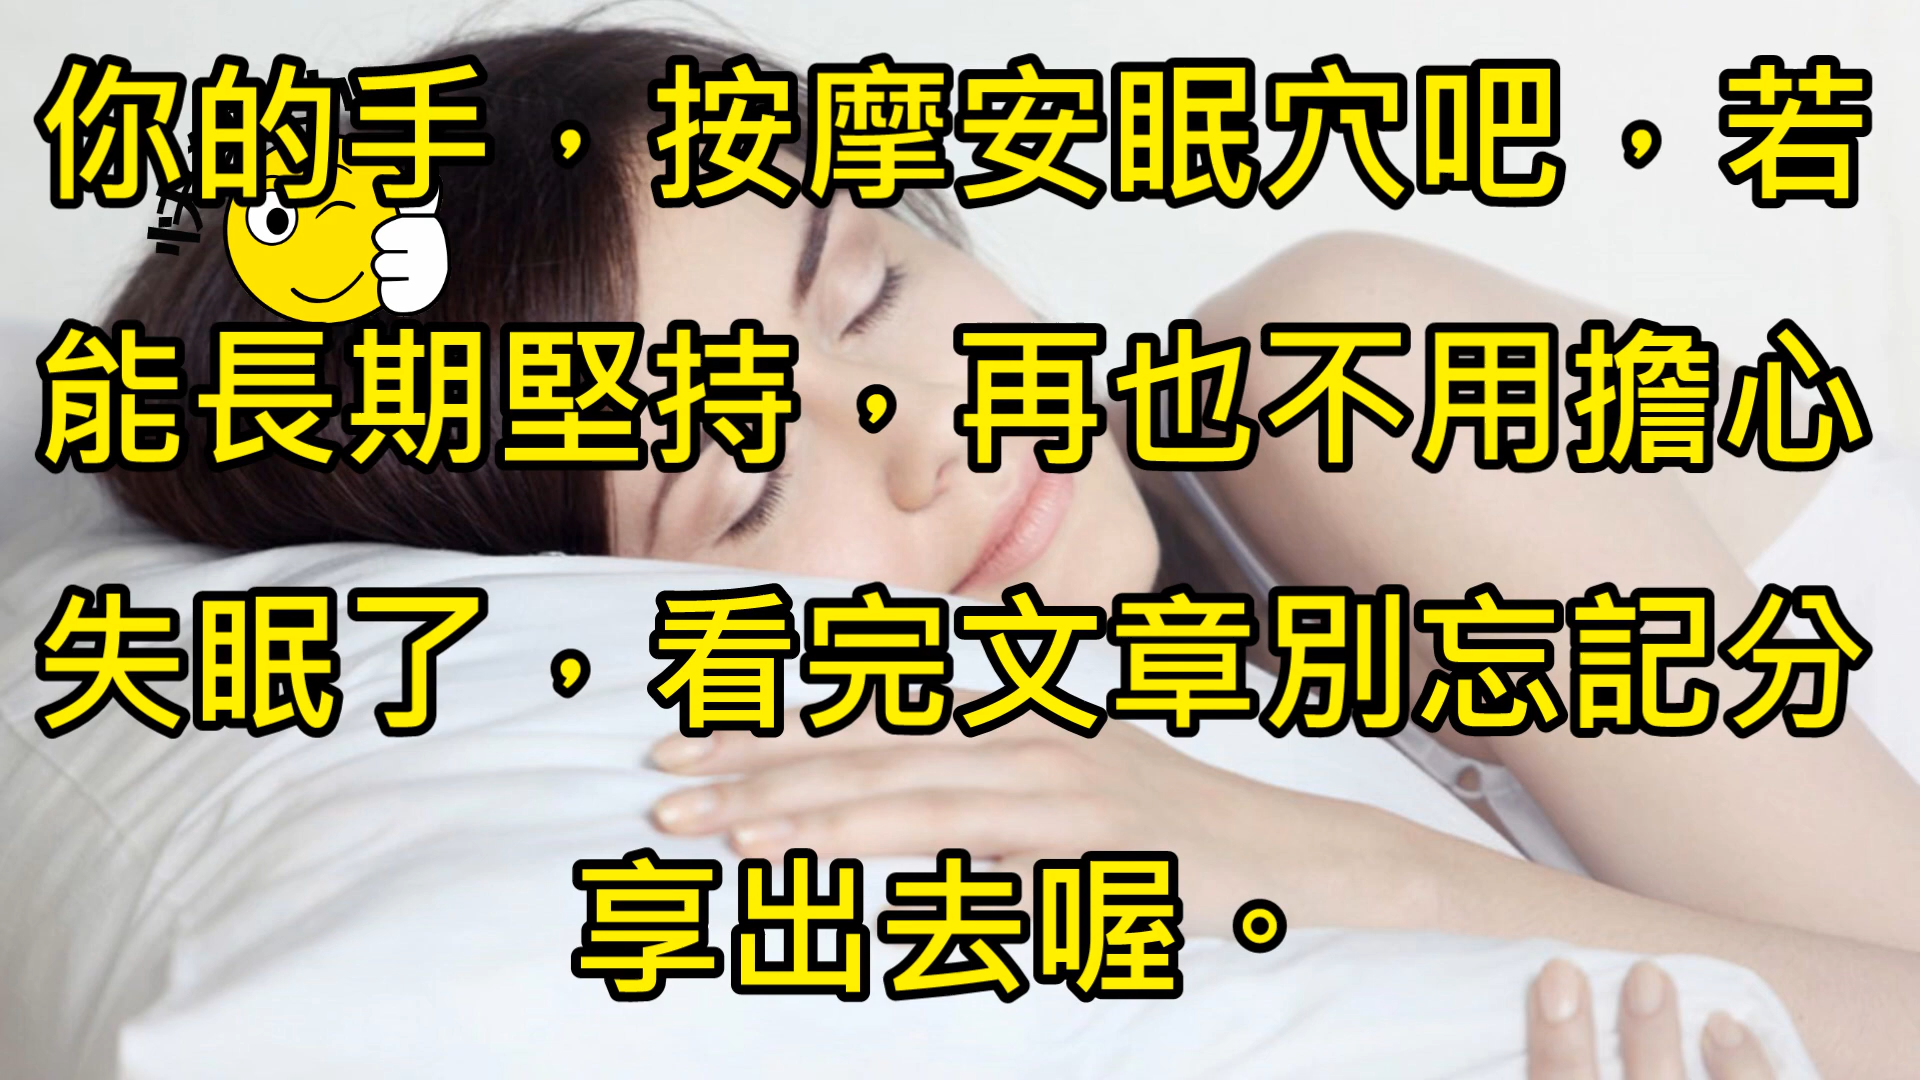 你的手，按摩安眠穴吧，若
能長期堅持，再也不用擔心
失眠了，看完文章別忘記分
享出去喔。